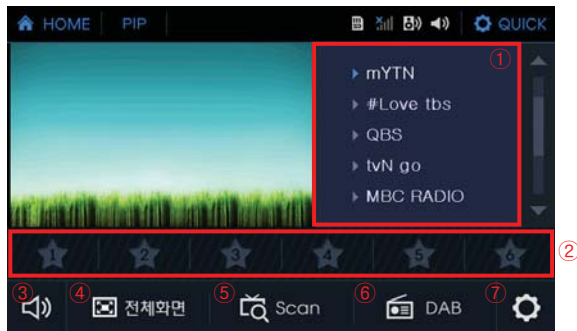 HOME PIP QUICK
①
mYTN
#Love tbs
QBS
tvN go
MBC RADIO
1 2 3 4 5 6 ②
③ ④ 전체화면 ⑤ Scan ⑥ DAB ⑦